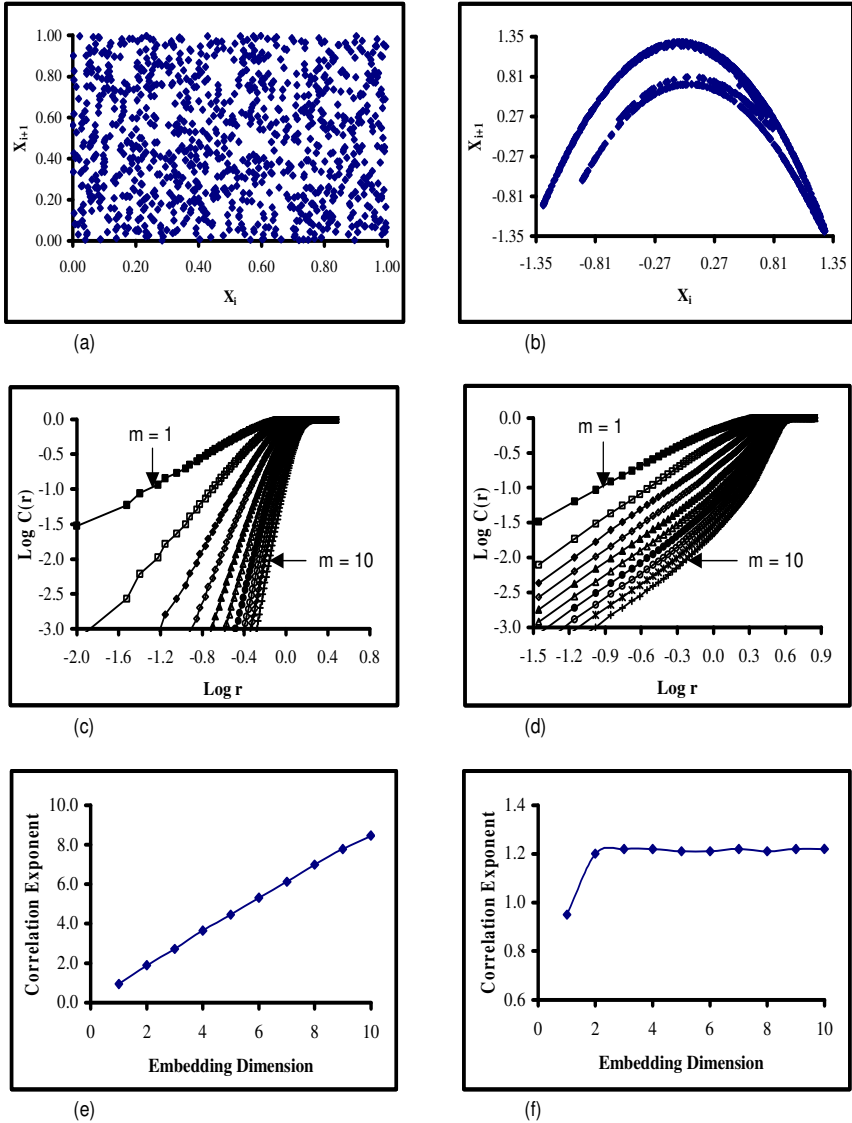 1.00
0.80
0.60
0.40
0.20
0.00
X_{i+1}
0.00 0.20 0.40 0.60 0.80 1.00
X_i
(a)
1.35
0.81
0.27
-0.27
-0.81
-1.35
X_{i+1}
-1.35 -0.81 -0.27 0.27 0.81 1.35
X_i
(b)
0.0
-0.5
-1.0
-1.5
-2.0
-2.5
-3.0
Log C(r)
m = 1
m = 10
-2.0 -1.6 -1.2 -0.8 -0.4 0.0 0.4 0.8
Log r
(c)
0.0
-0.5
-1.0
-1.5
-2.0
-2.5
-3.0
Log C(r)
m = 1
m = 10
-1.5 -1.2 -0.9 -0.6 -0.3 0.0 0.3 0.6 0.9
Log r
(d)
10.0
8.0
6.0
4.0
2.0
0.0
Correlation Exponent
0 2 4 6 8 10
Embedding Dimension
(e)
1.4
1.2
1.0
0.8
0.6
Correlation Exponent
0 2 4 6 8 10
Embedding Dimension
(f)